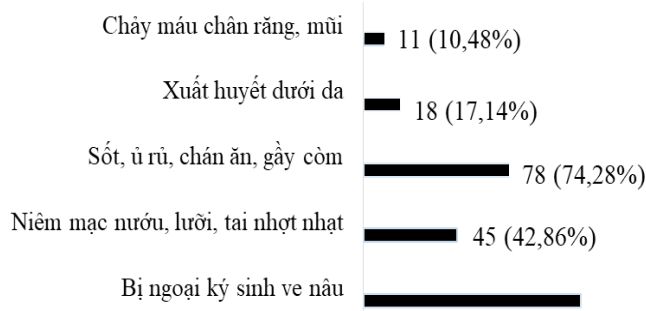 Chảy máu chân răng, mũi
11 (10,48%)
Xuất huyết dưới da
18 (17,14%)
Sốt, ủ rủ, chán ăn, gầy còm
78 (74,28%)
Niêm mạc nướu, lưỡi, tai nhợt nhạt
45 (42,86%)
Bị ngoại ký sinh ve nâu